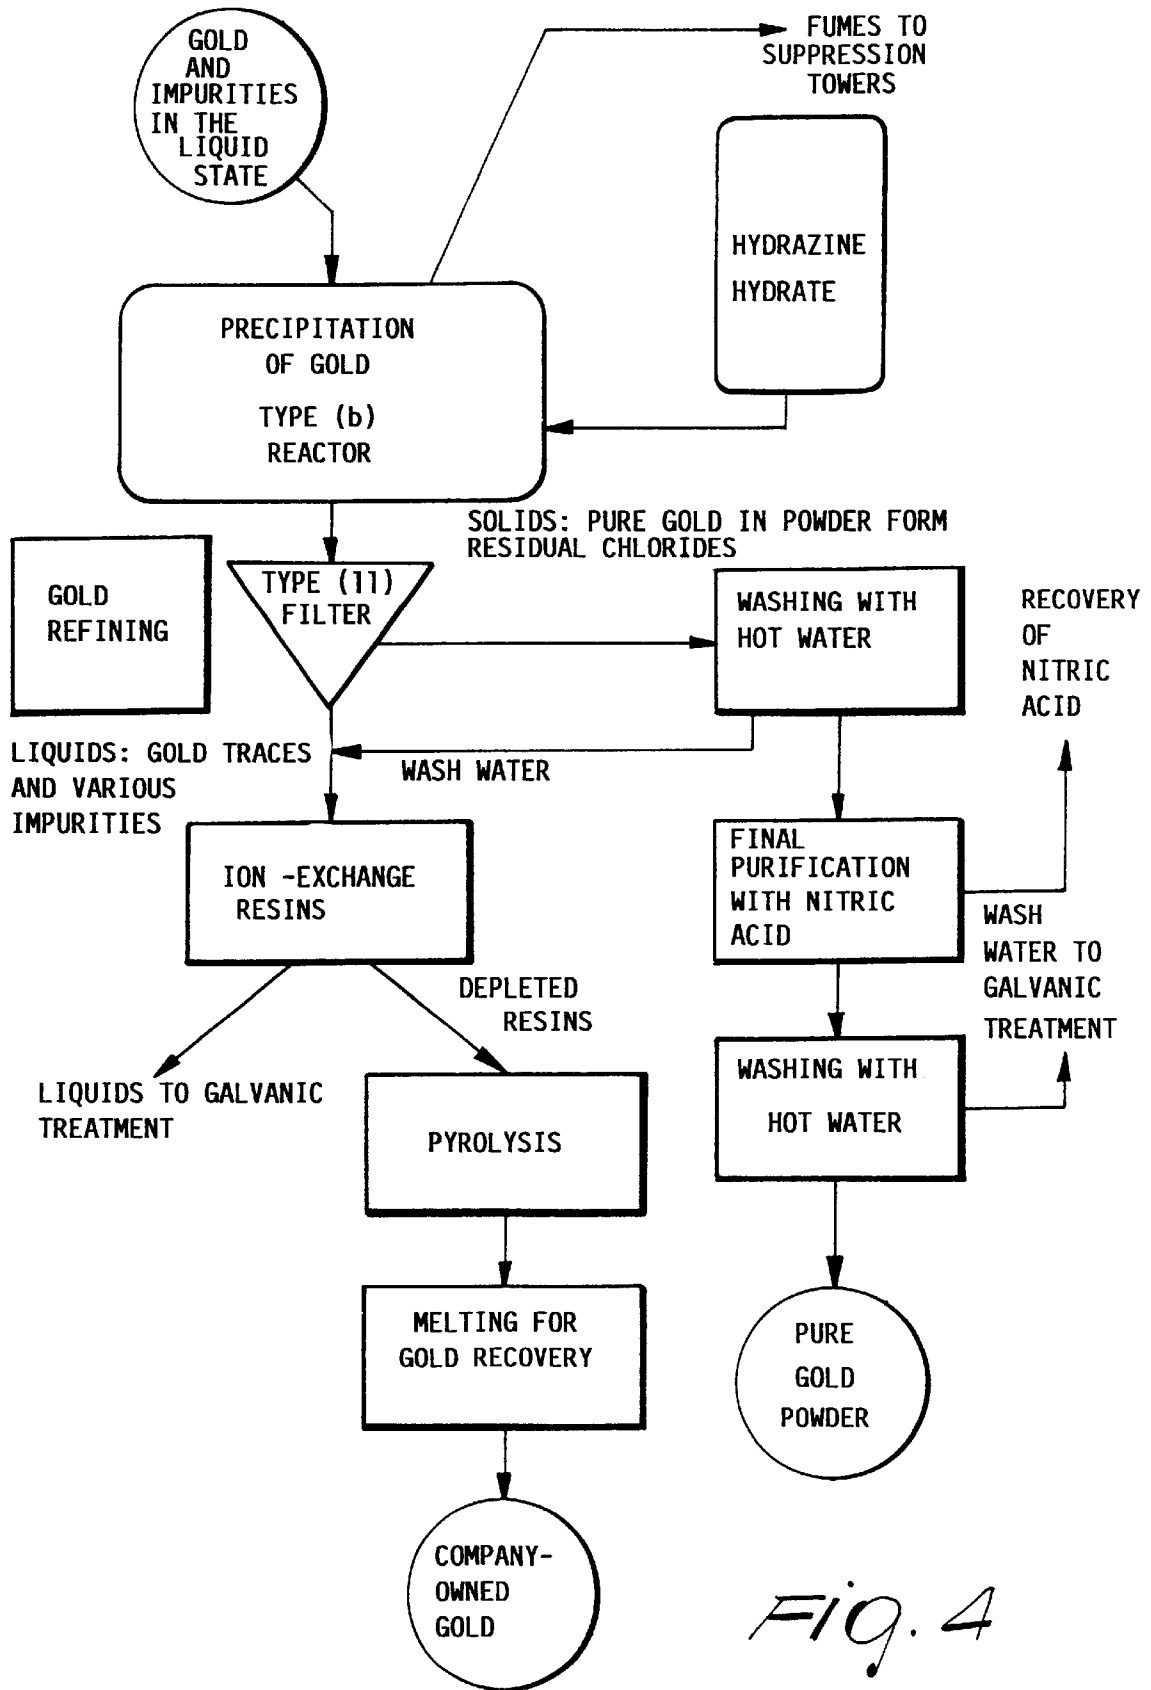 GOLD
AND
IMPURITIES
IN THE
LIQUID
STATE
FUMES TO
SUPPRESSION
TOWERS
HYDRAZINE
HYDRATE
PRECIPITATION
OF GOLD
TYPE (b)
REACTOR
SOLIDS: PURE GOLD IN POWDER FORM
RESIDUAL CHLORIDES
GOLD
REFINING
TYPE (11)
FILTER
WASHING WITH
HOT WATER
RECOVERY
OF
NITRIC
ACID
LIQUIDS: GOLD TRACES
AND VARIOUS
IMPURITIES
WASH WATER
ION -EXCHANGE
RESINS
FINAL
PURIFICATION
WITH NITRIC
ACID
WASH
WATER TO
GALVANIC
TREATMENT
DEPLETED
RESINS
LIQUIDS TO GALVANIC
TREATMENT
PYROLYSIS
WASHING WITH
HOT WATER
MELTING FOR
GOLD RECOVERY
PURE
GOLD
POWDER
COMPANY-
OWNED
GOLD
Fig. 4